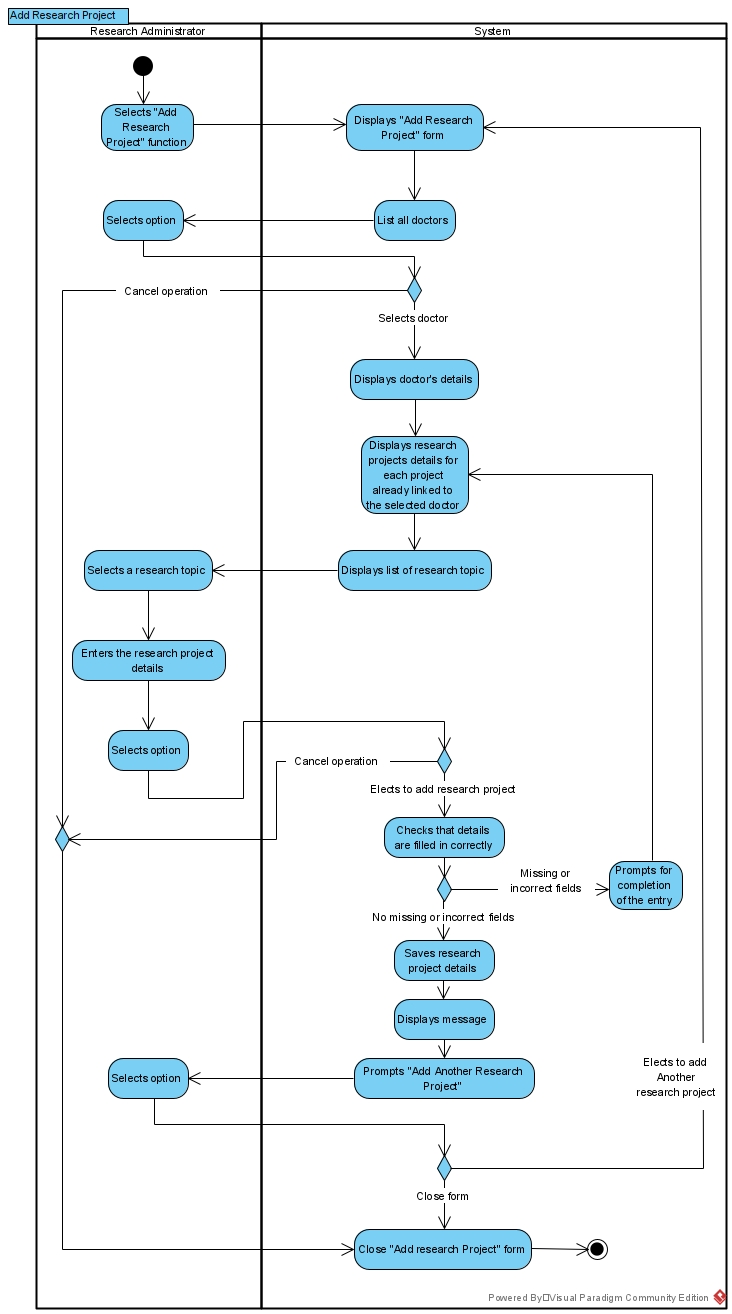 Add Research Project
Research Administrator
System
Selects "Add
Research
Project" function
Displays "Add Research
Project" form
Selects option
List all doctors
Cancel operation
Selects doctor
Displays doctor's details
Displays research
projects details for
each project
already linked to
the selected doctor
Selects a research topic
Displays list of research topic
Enters the research project
details
Selects option
Cancel operation
Elects to add research project
Checks that details
are filled in correctly
Missing or
incorrect fields
Prompts for
completion
of the entry
No missing or incorrect fields
Saves research
project details
Displays message
Selects option
Prompts "Add Another Research
Project"
Elects to add
Another
research project
Close form
Close "Add research Project" form
Powered By Visual Paradigm Community Edition